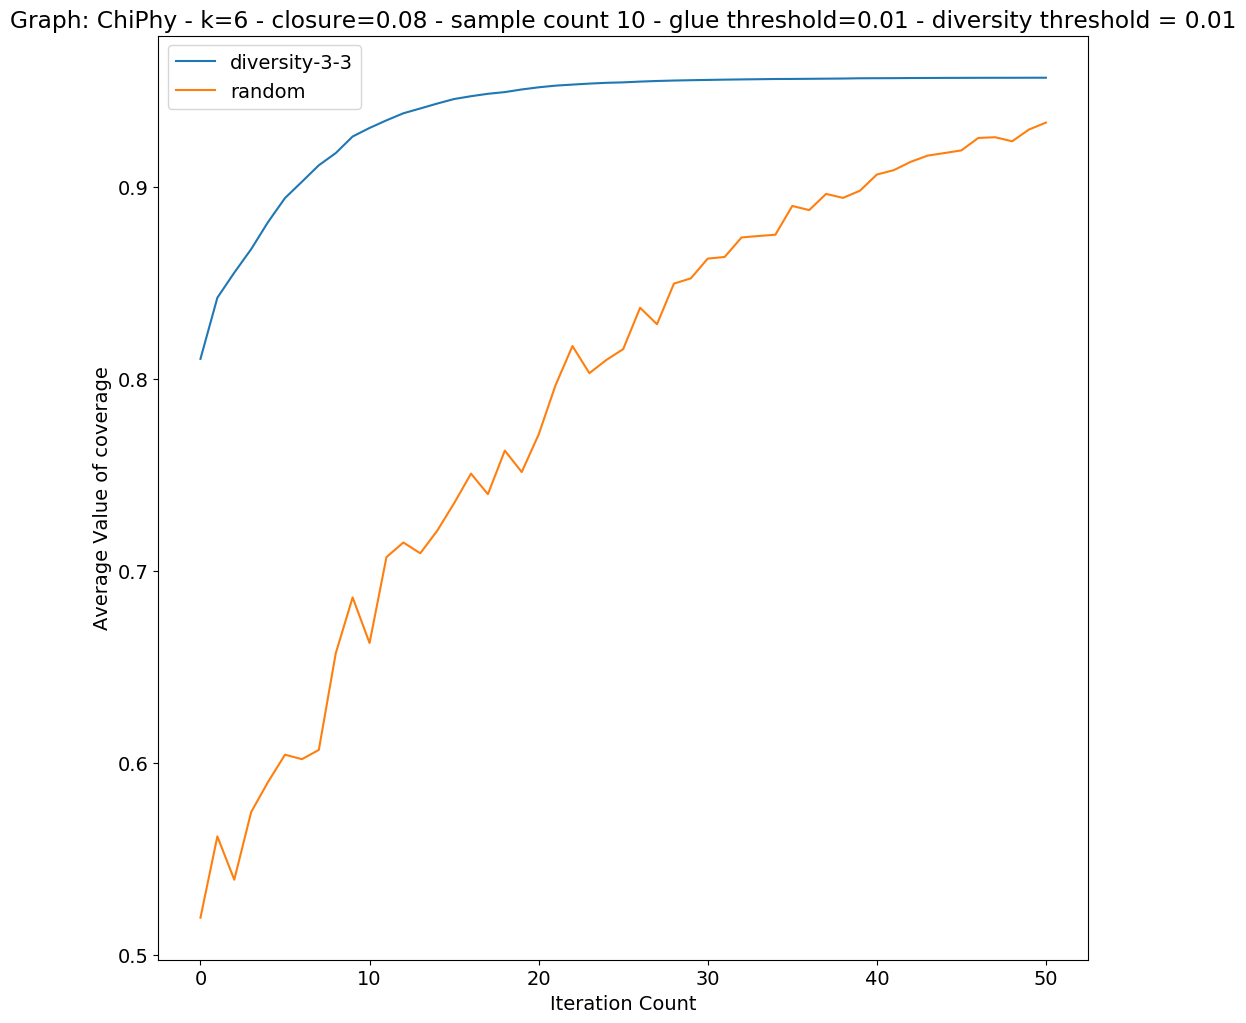 Graph: ChiPhy - k=6 - closure=0.08 - sample count 10 - glue threshold=0.01 - diversity threshold = 0.01
diversity-3-3
random
Average Value of coverage
0.9
0.8
0.7
0.6
0.5
0 10 20 30 40 50
Iteration Count